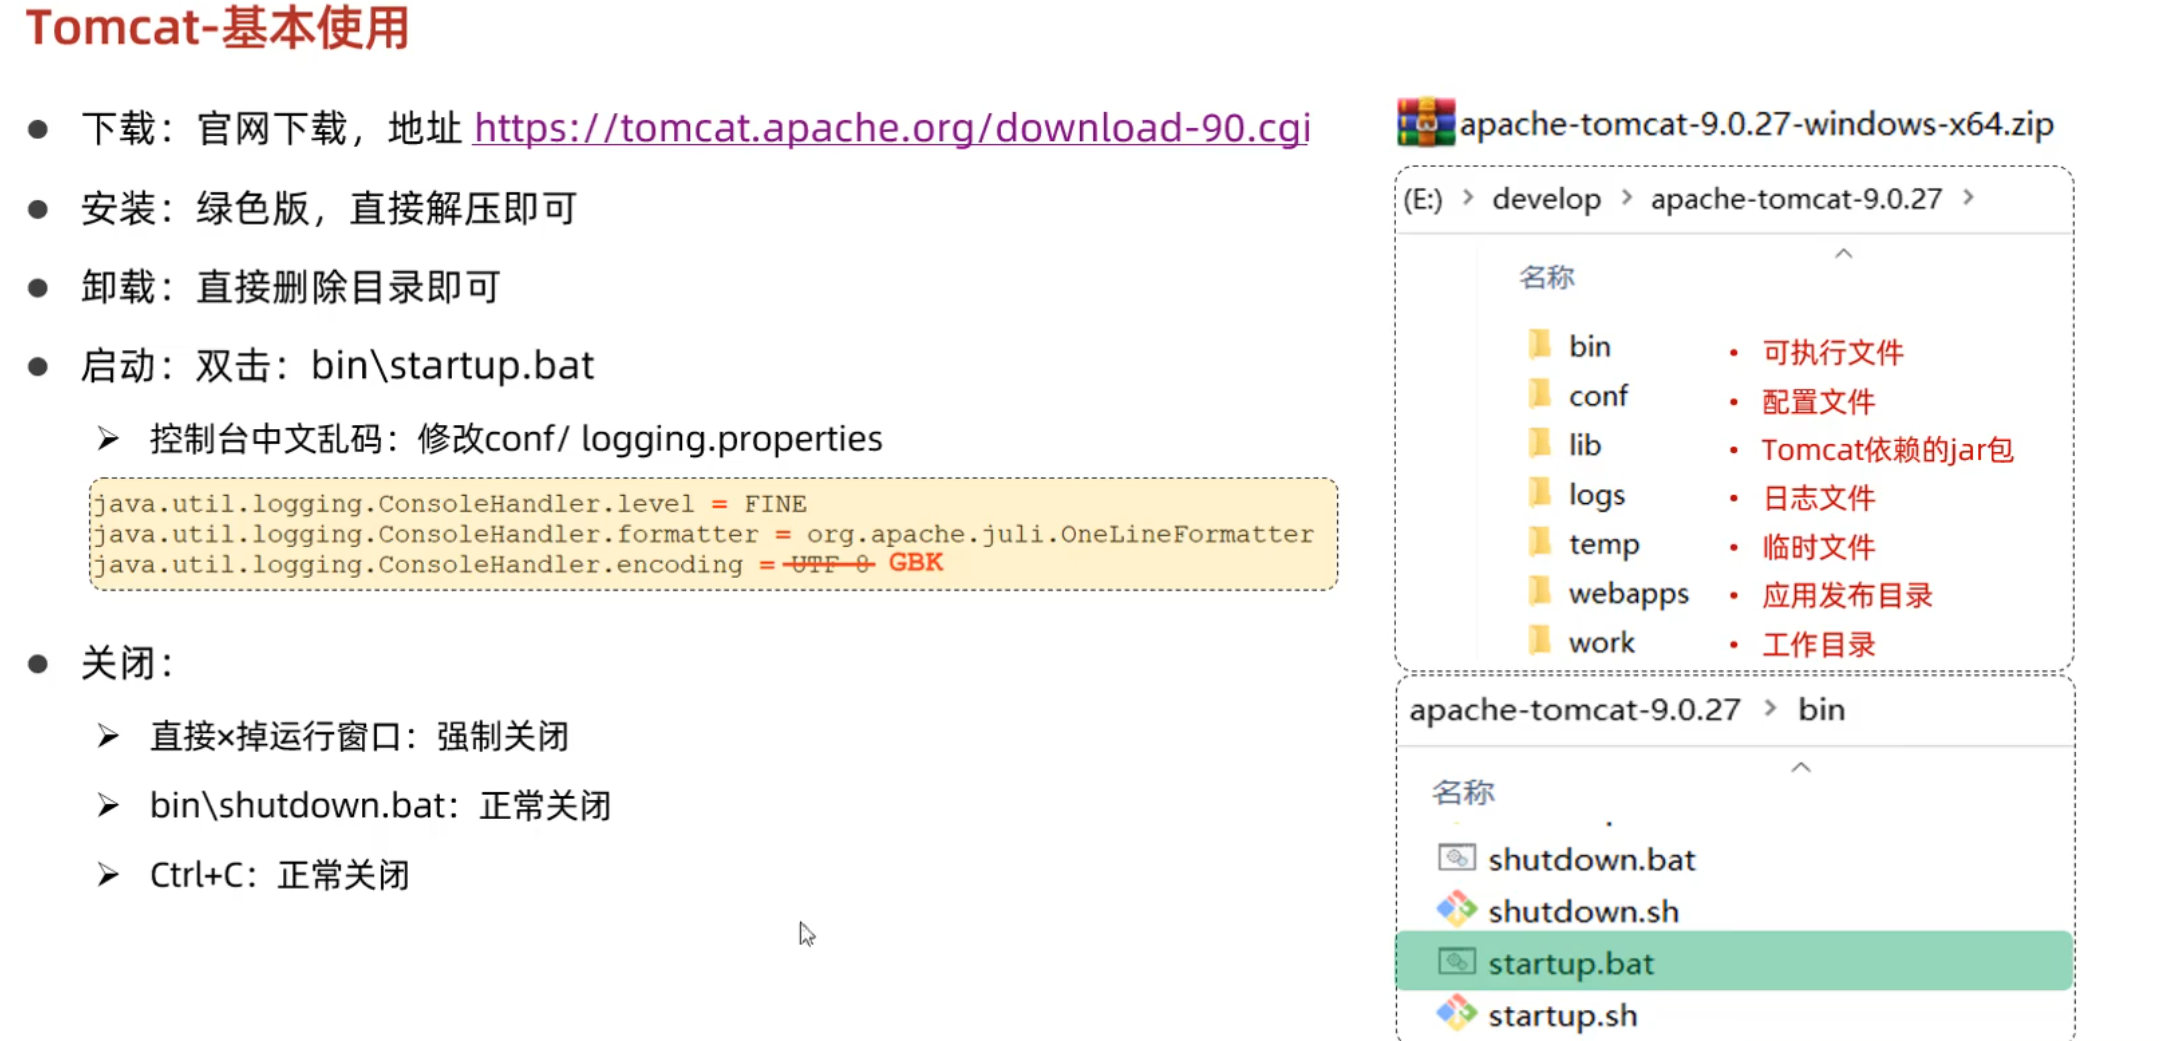 Tomcat-基本使用
下载：官网下载，地址 https://tomcat.apache.org/download-90.cgi
安装：绿色版，直接解压即可
卸载：直接删除目录即可
启动：双击：bin\startup.bat
控制台中文乱码：修改conf/ logging.properties
java.util.logging.ConsoleHandler.level = FINE
java.util.logging.ConsoleHandler.formatter = org.apache.juli.OneLineFormatter
java.util.logging.ConsoleHandler.encoding = UTF-8 GBK
关闭：
直接×掉运行窗口：强制关闭
bin\shutdown.bat：正常关闭
Ctrl+C：正常关闭
apache-tomcat-9.0.27-windows-x64.zip
(E:) > develop > apache-tomcat-9.0.27 >
名称
bin • 可执行文件
conf • 配置文件
lib • Tomcat依赖的jar包
logs • 日志文件
temp • 临时文件
webapps • 应用发布目录
work • 工作目录
apache-tomcat-9.0.27 > bin
名称
shutdown.bat
shutdown.sh
startup.bat
startup.sh